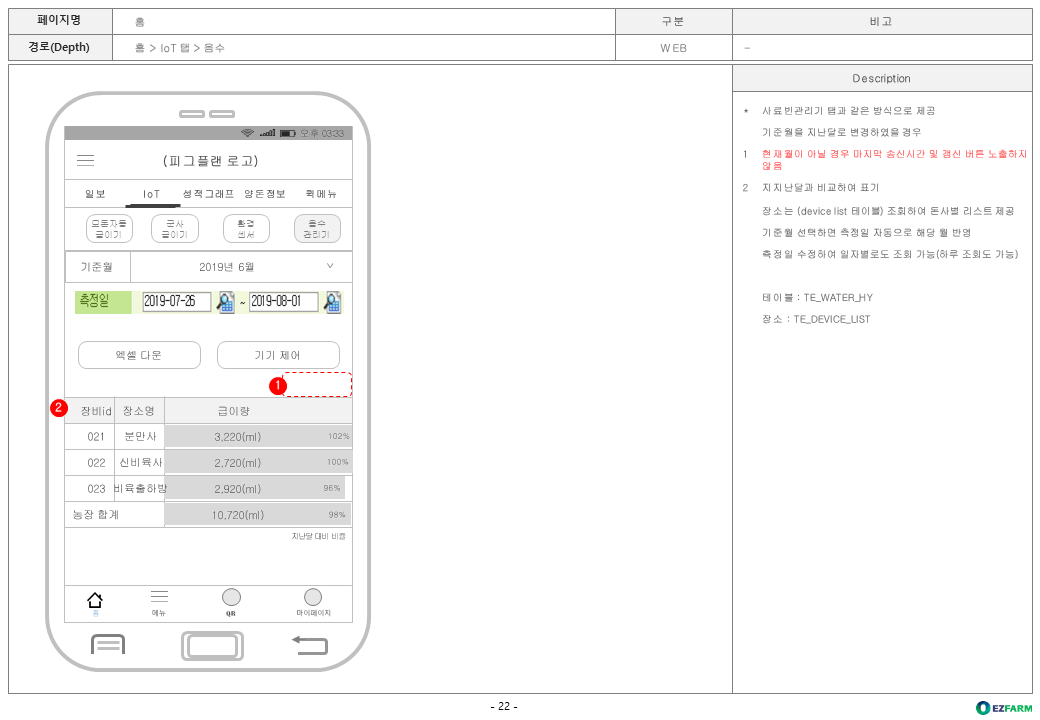 페이지명 홈 구분 비고
경로(Depth) 홈 > IoT 탭 > 음수 WEB -
Description
오후 03:33
(피그플랜 로고)
일보 IoT 성적그래프 양돈정보 퀵메뉴
모돈자동 급이기
군사 급이기
환경 센서
음수 관리기
기준월 2019년 6월
측정일 2019-07-26 ~ 2019-08-01
엑셀 다운 기기 제어
1
2
장비id 장소명 급이량
021 분만사 3,220(ml) 102%
022 신비육사 2,720(ml) 100%
023 비육출하방 2,920(ml) 96%
농장 합계 10,720(ml) 98%
지난달 대비 비율
홈 메뉴 QR 마이페이지
* 사료빈관리기 탭과 같은 방식으로 제공
기준월을 지난달로 변경하였을 경우
1 현재월이 아닐 경우 마지막 송신시간 및 갱신 버튼 노출하지
않음
2 지지난달과 비교하여 표기
장소는 (device list 테이블) 조회하여 돈사별 리스트 제공
기준월 선택하면 측정일 자동으로 해당 월 반영
측정일 수정하여 일자별로도 조회 가능(하루 조회도 가능)
테이블 : TE_WATER_HY
장소 : TE_DEVICE_LIST
- 22 -
EZFARM